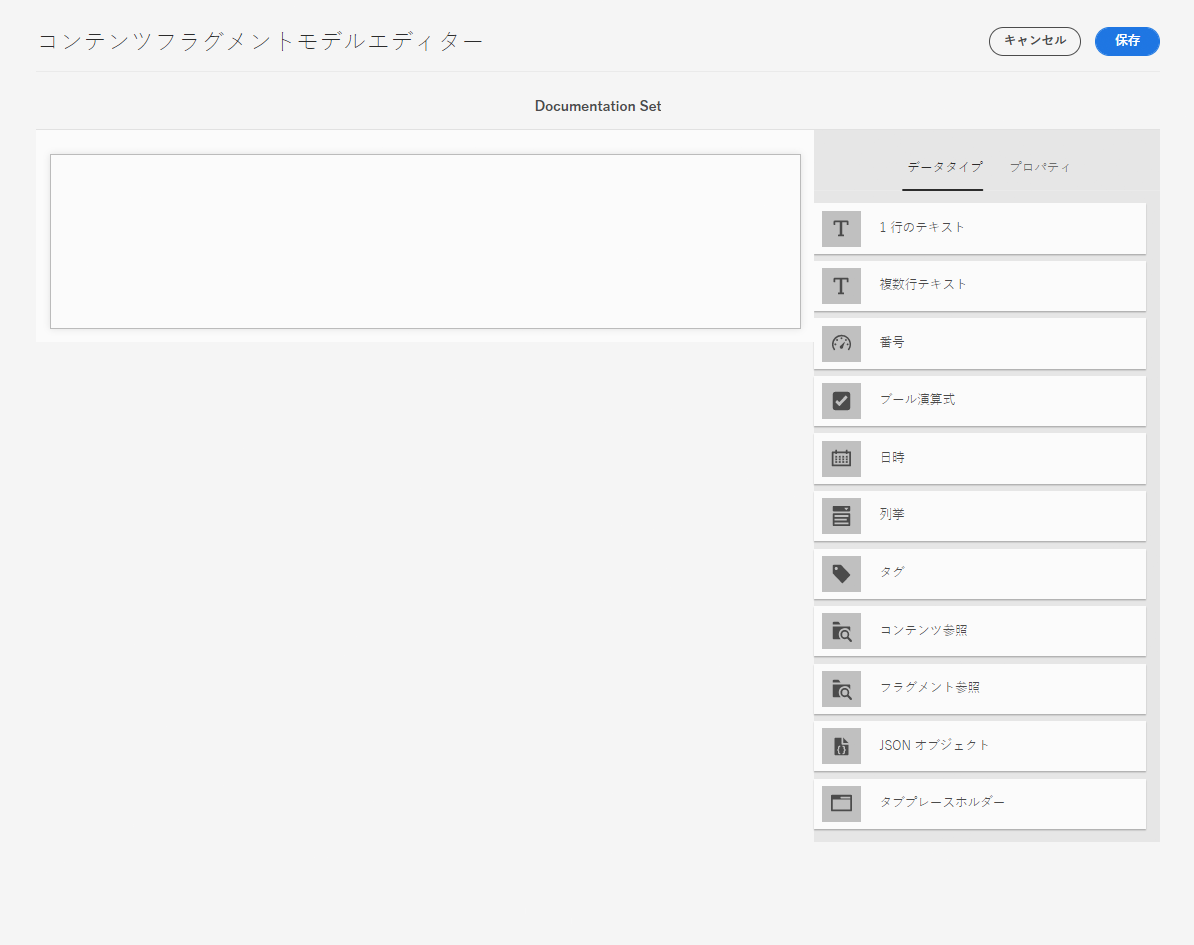 コンテンツフラグメントモデルエディター
キャンセル
保存
Documentation Set
データタイプ
プロパティ
1 行のテキスト
複数行テキスト
番号
ブール演算式
日時
列挙
タグ
コンテンツ参照
フラグメント参照
JSON オブジェクト
タブプレースホルダー